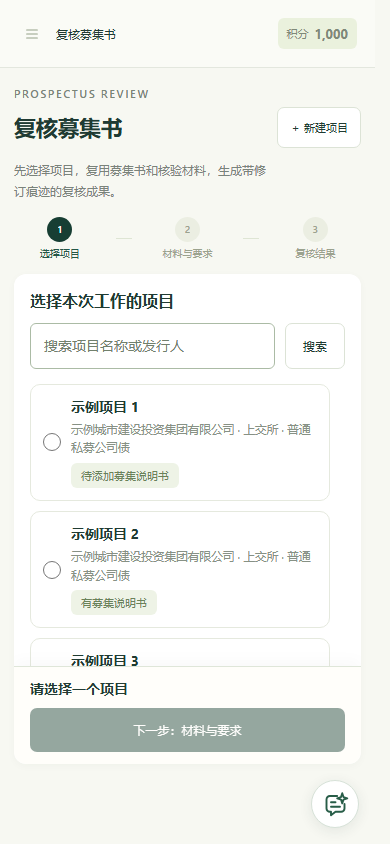 复核募集书
积分 1,000
PROSPECTUS REVIEW
复核募集书
+ 新建项目
先选择项目，复用募集书和核验材料，生成带修
订痕迹的复核成果。
1
2
3
选择项目
材料与要求
复核结果
选择本次工作的项目
搜索项目名称或发行人
搜索
示例项目 1
示例城市建设投资集团有限公司 · 上交所 · 普通
私募公司债
待添加募集说明书
示例项目 2
示例城市建设投资集团有限公司 · 上交所 · 普通
私募公司债
有募集说明书
示例项目 3
请选择一个项目
下一步：材料与要求